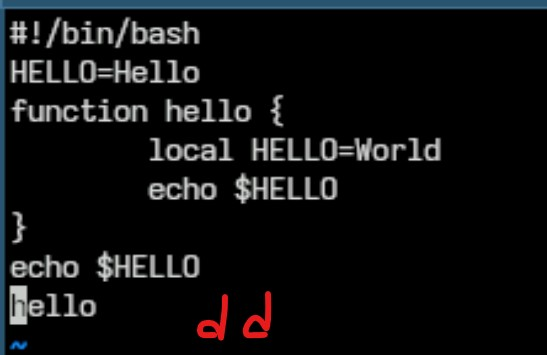 #!/bin/bash
HELLO=Hello
function hello {
        local HELLO=World
        echo $HELLO
}
echo $HELLO
hello
dd
~